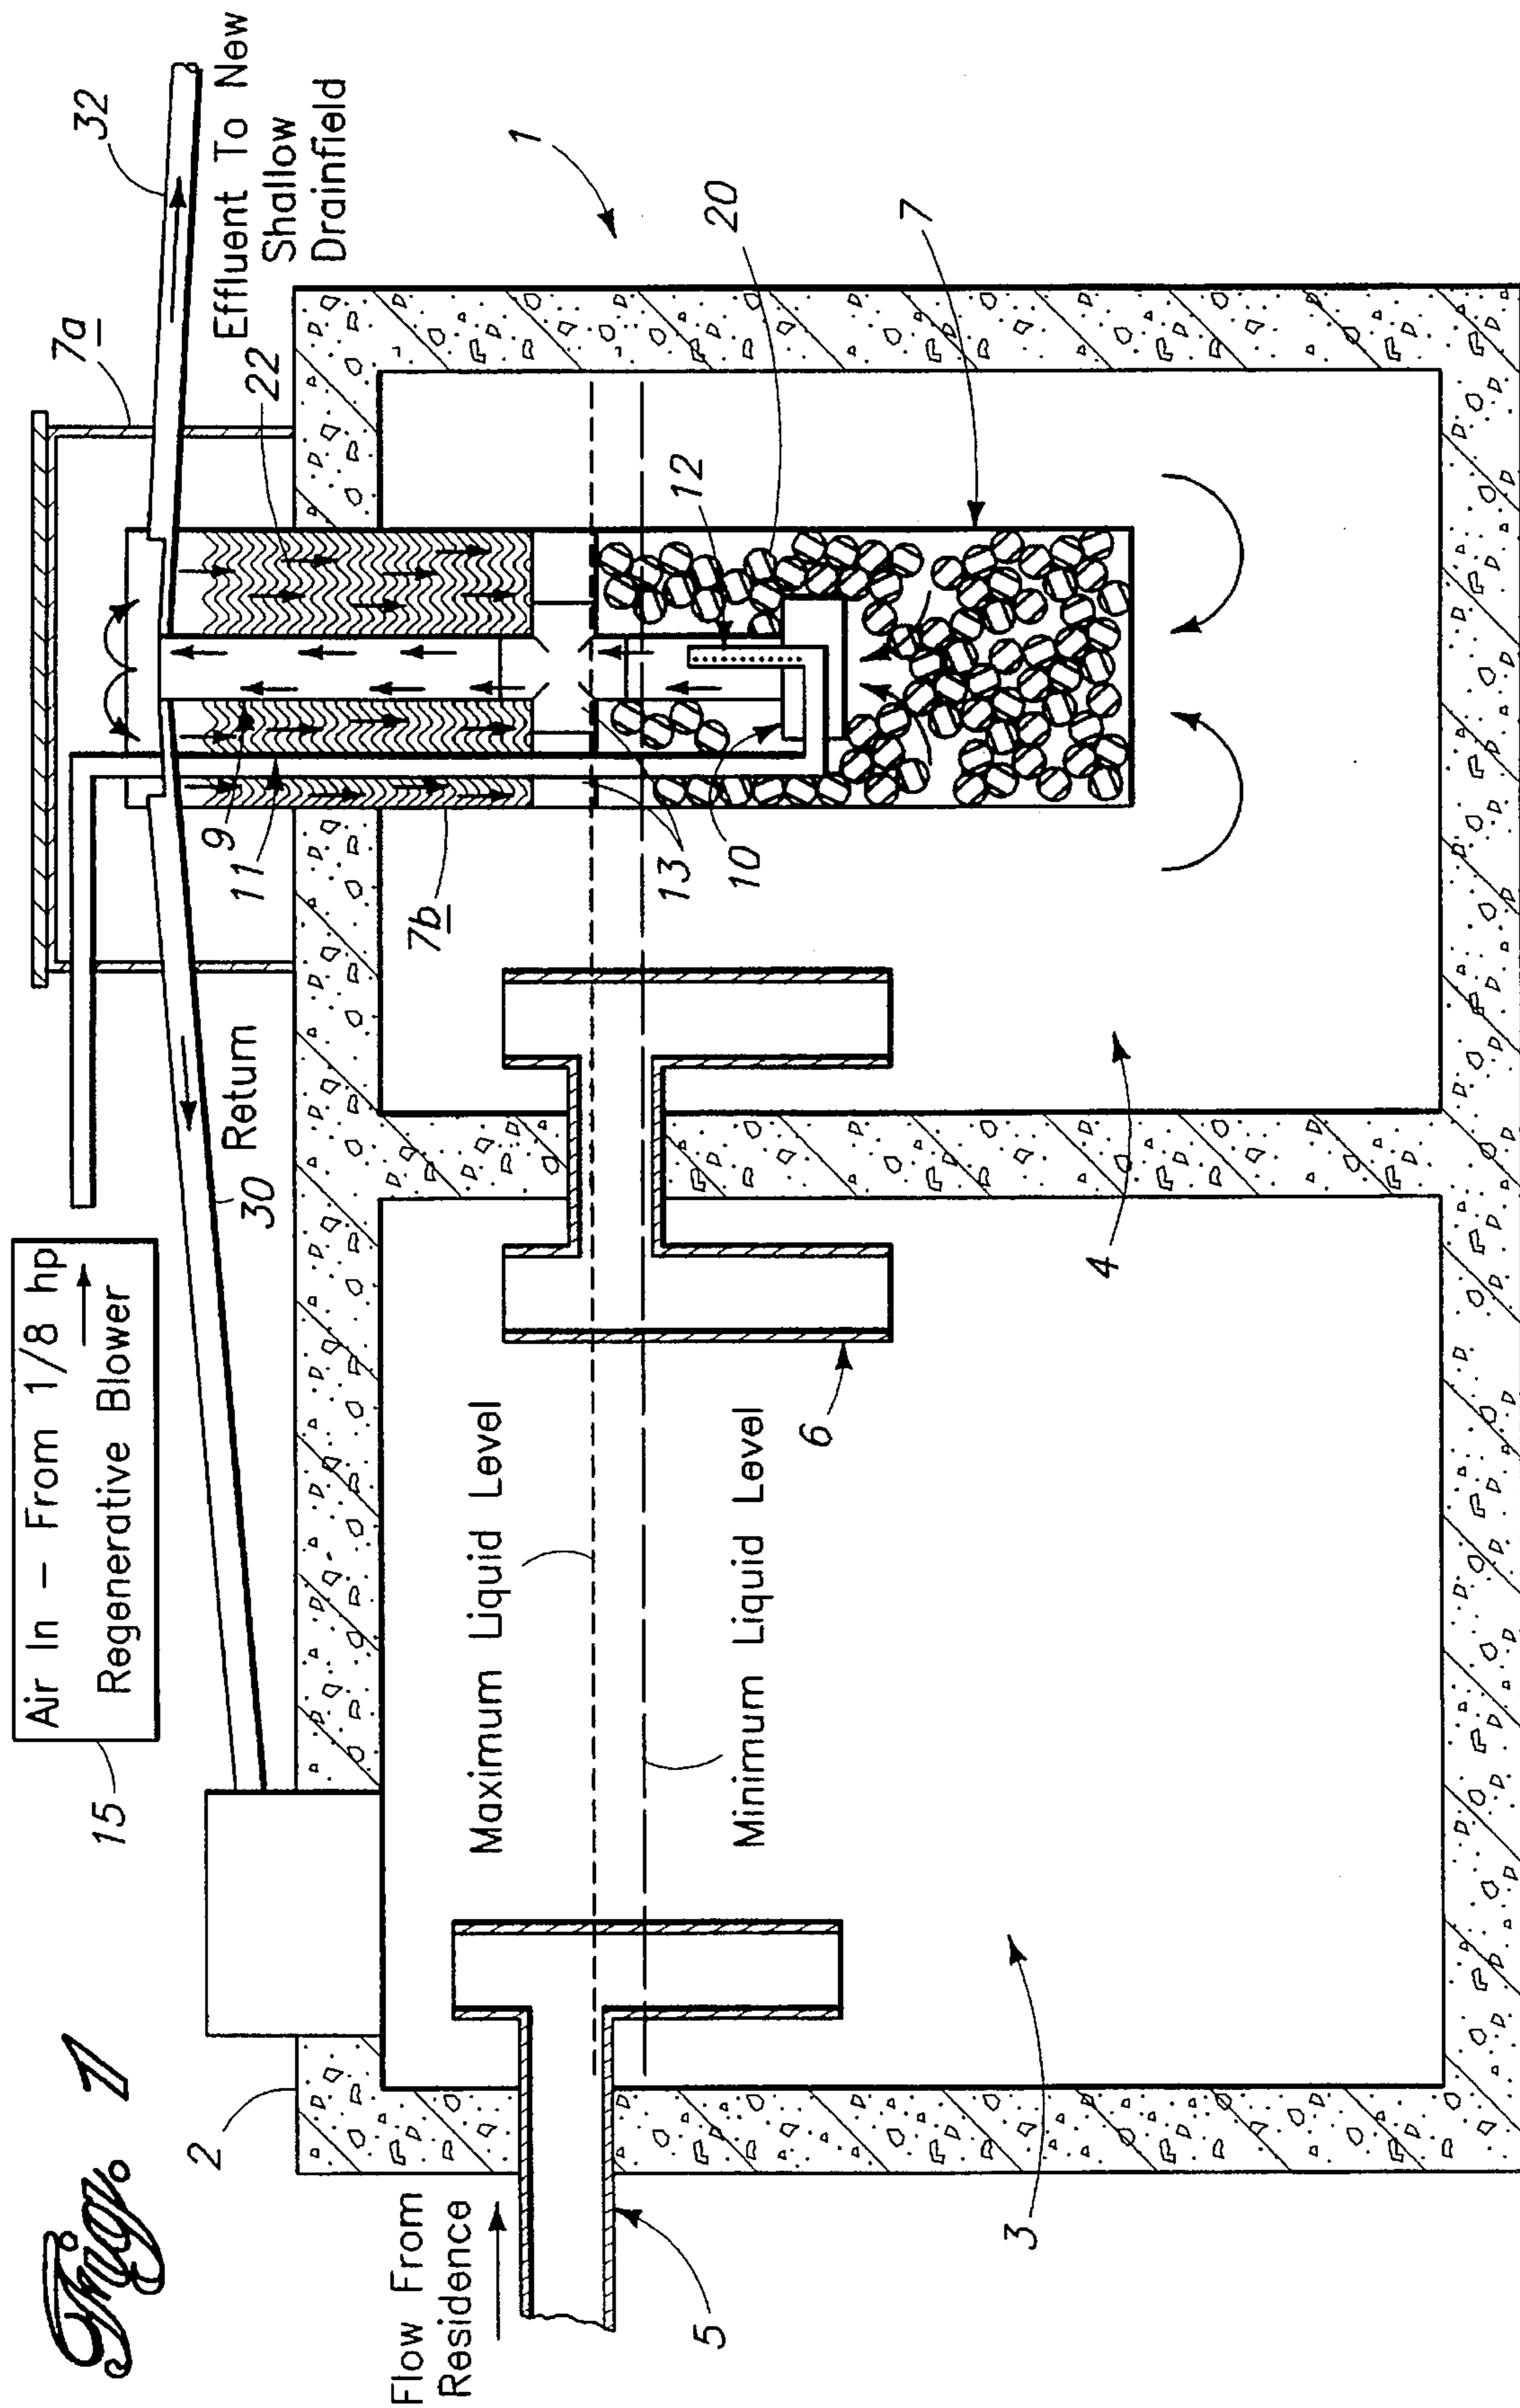 Fig. 1
15
Air In – From 1/8 hp
Regenerative Blower
2
Flow From
Residence
5
3
Maximum Liquid Level
Minimum Liquid Level
6
4
30 Return
9
11
7b
13
10
12
7a
22
32
Effluent To New
Shallow
Drainfield
1
20
7